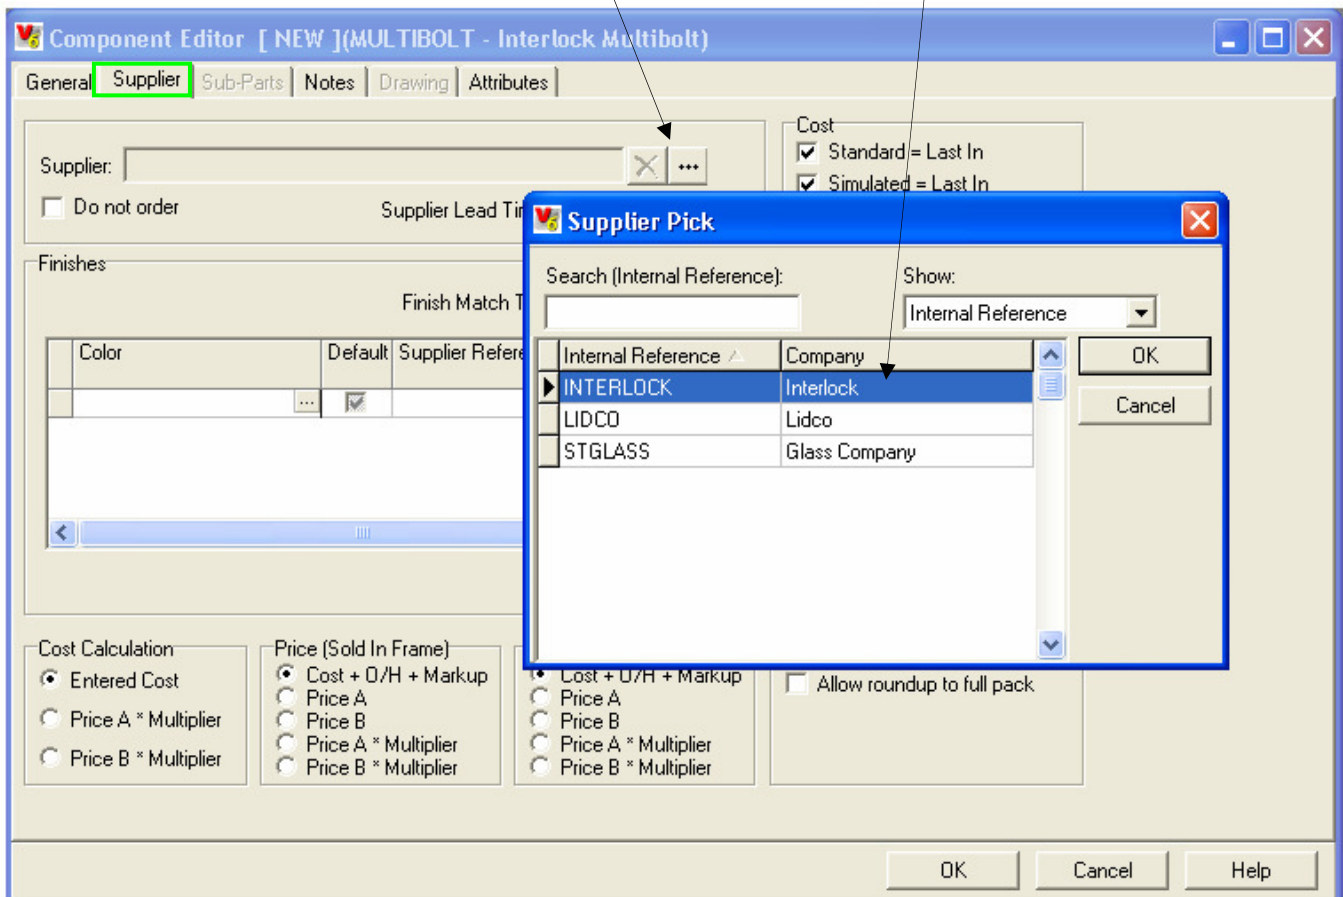 Component Editor [ NEW ](MULTIBOLT - Interlock Multibolt)
General Supplier Sub-Parts Notes Drawing Attributes
Supplier: ...
Do not order
Supplier Lead Ti
Cost
Standard = Last In
Simulated = Last In
Finishes
Finish Match T
Color Default Supplier Refere
...
Supplier Pick
Search (Internal Reference):
Show:
Internal Reference
Internal Reference Company
INTERLOCK Interlock
LIDCO Lidco
STGLASS Glass Company
OK
Cancel
Cost Calculation
Entered Cost
Price A * Multiplier
Price B * Multiplier
Price (Sold In Frame)
Cost + O/H + Markup
Price A
Price B
Price A * Multiplier
Price B * Multiplier
Cost + O/H + Markup
Price A
Price B
Price A * Multiplier
Price B * Multiplier
Allow roundup to full pack
OK Cancel Help